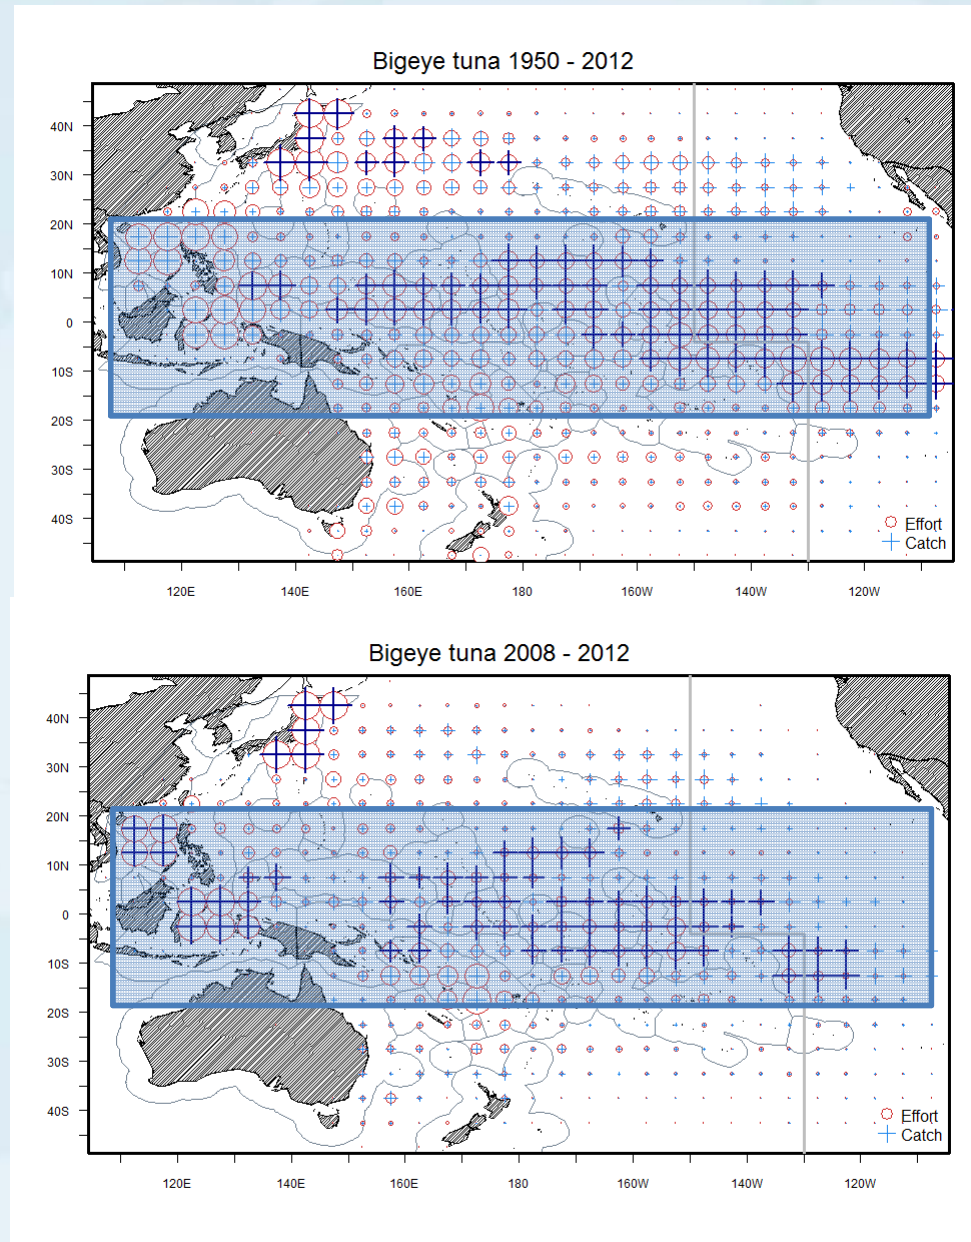 Bigeye tuna 1950 - 2012
40N
30N
20N
10N
0
10S
20S
30S
40S
Effort
Catch
120E 140E 160E 180 160W 140W 120W
Bigeye tuna 2008 - 2012
40N
30N
20N
10N
0
10S
20S
30S
40S
Effort
Catch
120E 140E 160E 180 160W 140W 120W